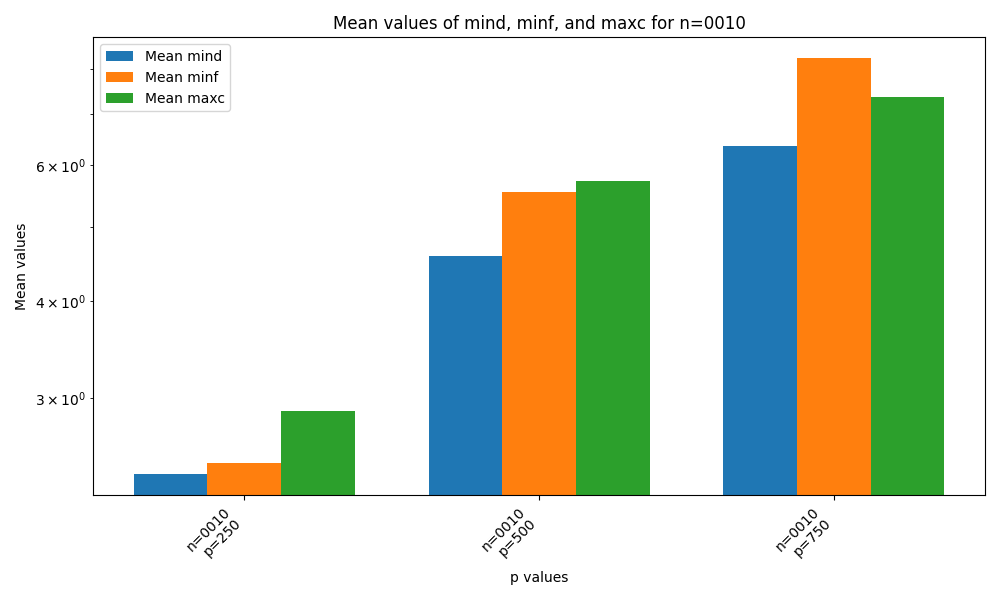 Mean values of mind, minf, and maxc for n=0010
Mean mind
Mean minf
Mean maxc
Mean values
6 × 10⁰
4 × 10⁰
3 × 10⁰
n=0010
p=250
n=0010
p=500
n=0010
p=750
p values